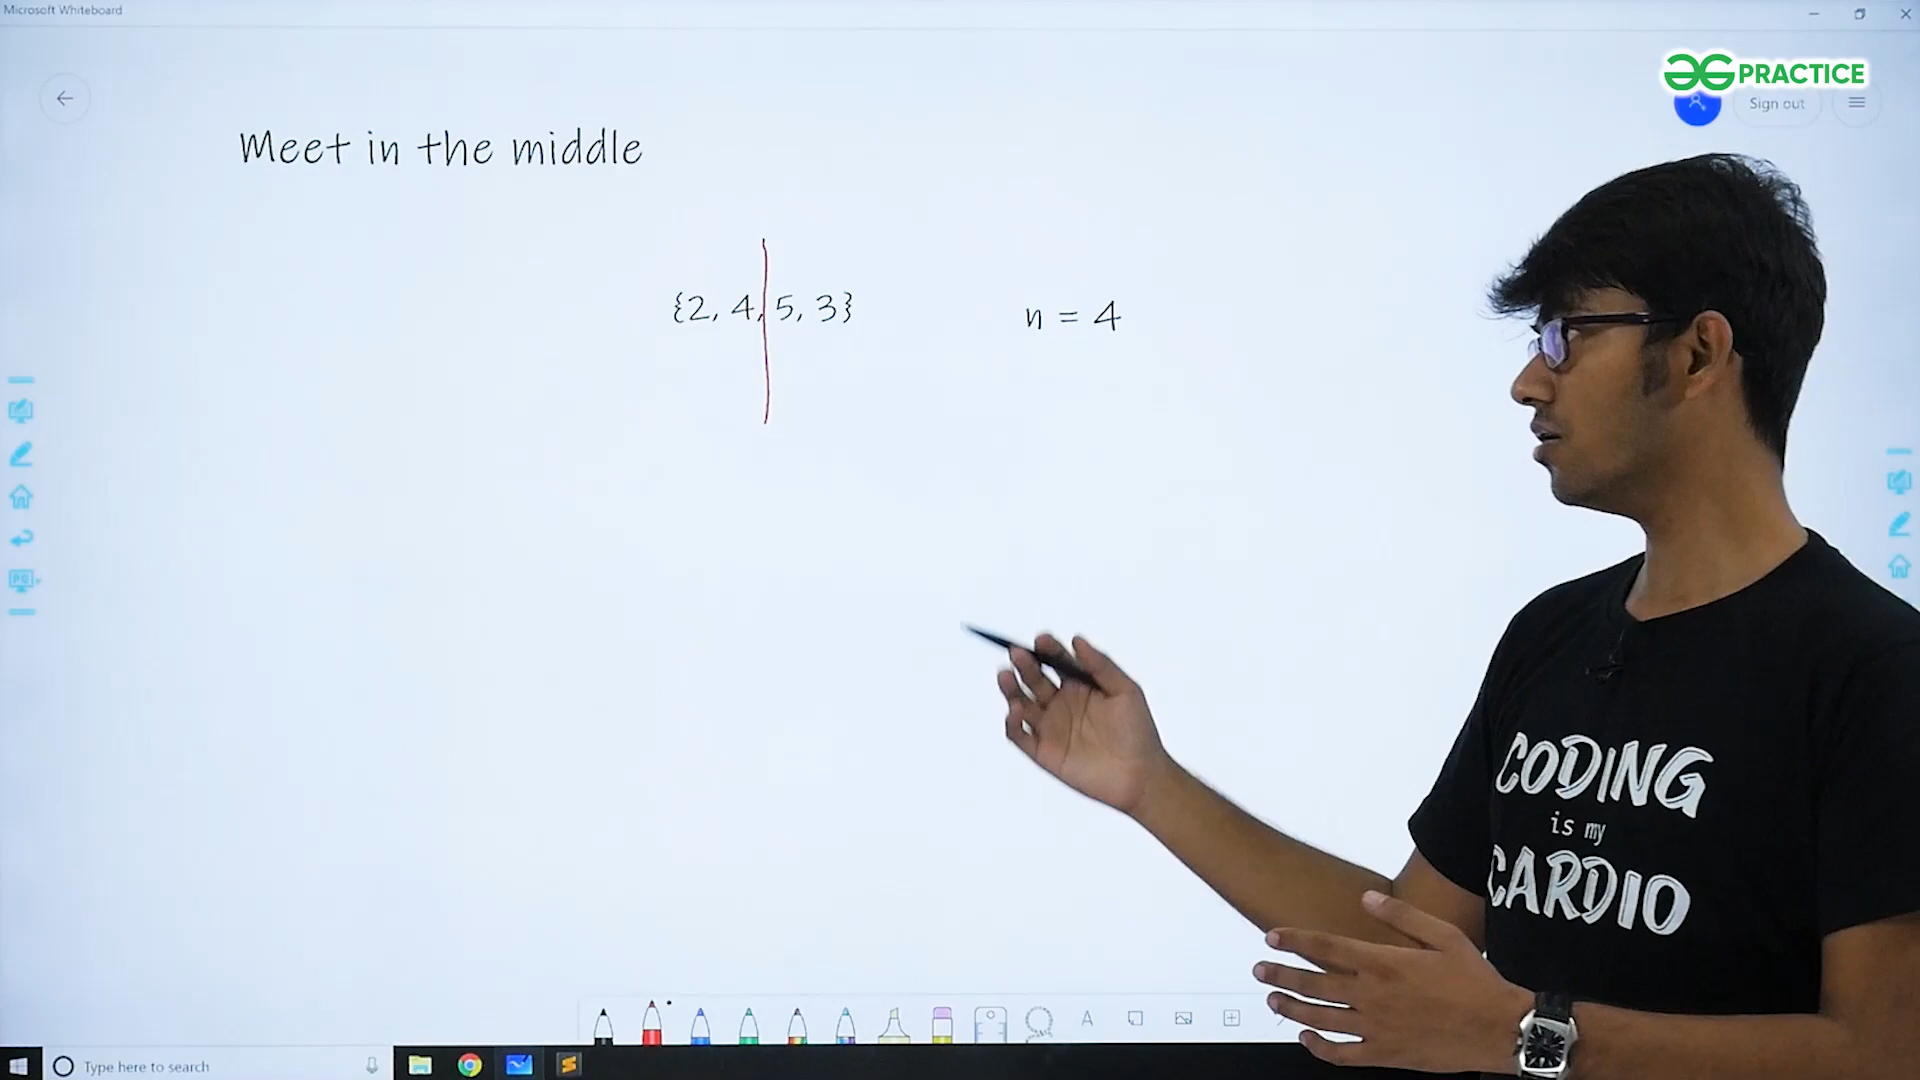 Microsoft Whiteboard
GG PRACTICE
Sign out
Meet in the middle
{2, 4, 5, 3}
n = 4
CODING
is my
CARDIO
Type here to search